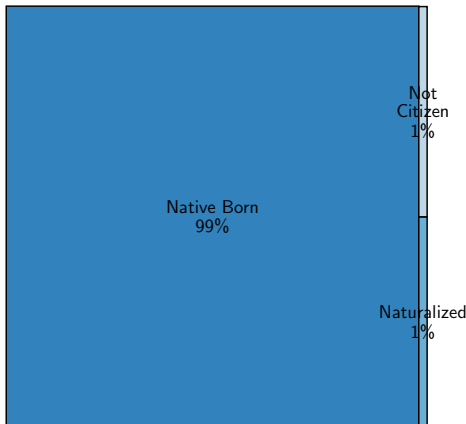 Not
Citizen
1%
Native Born
99%
Naturalized
1%